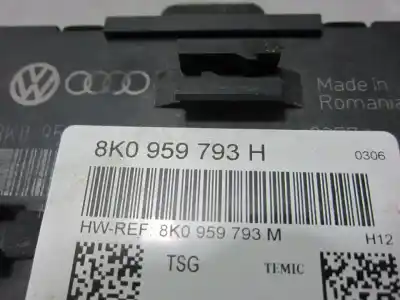 Made in
Romania
8K0 959 793 H
0306
HW-REF. 8K0 959 793 M
H12
TSG
TEMIC